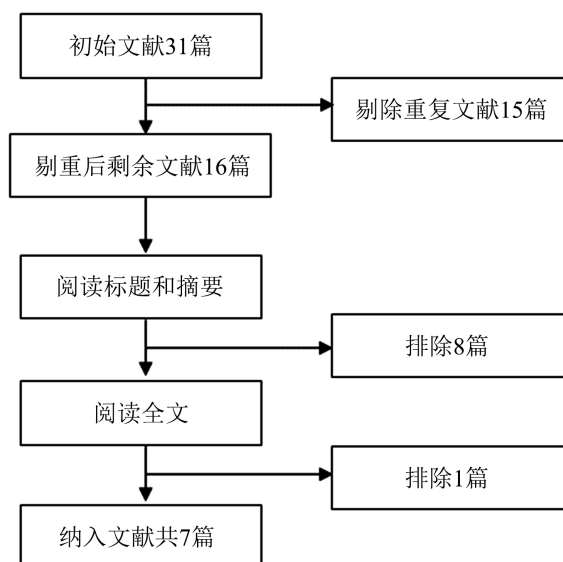 初始文献31篇
剔除重复文献15篇
剔重后剩余文献16篇
阅读标题和摘要
排除8篇
阅读全文
排除1篇
纳入文献共7篇